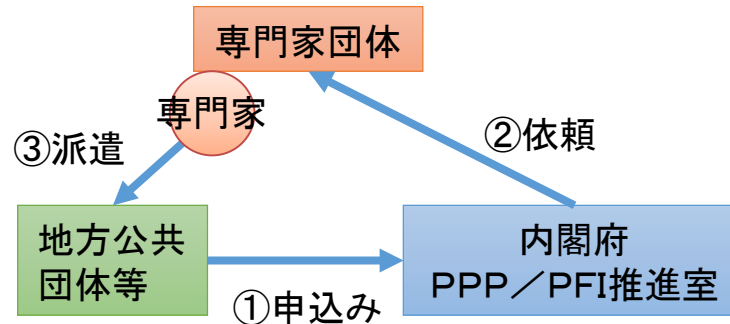 専門家団体
専門家
②依頼
③派遣
地方公共
団体等
内閣府
PPP／PFI推進室
①申込み